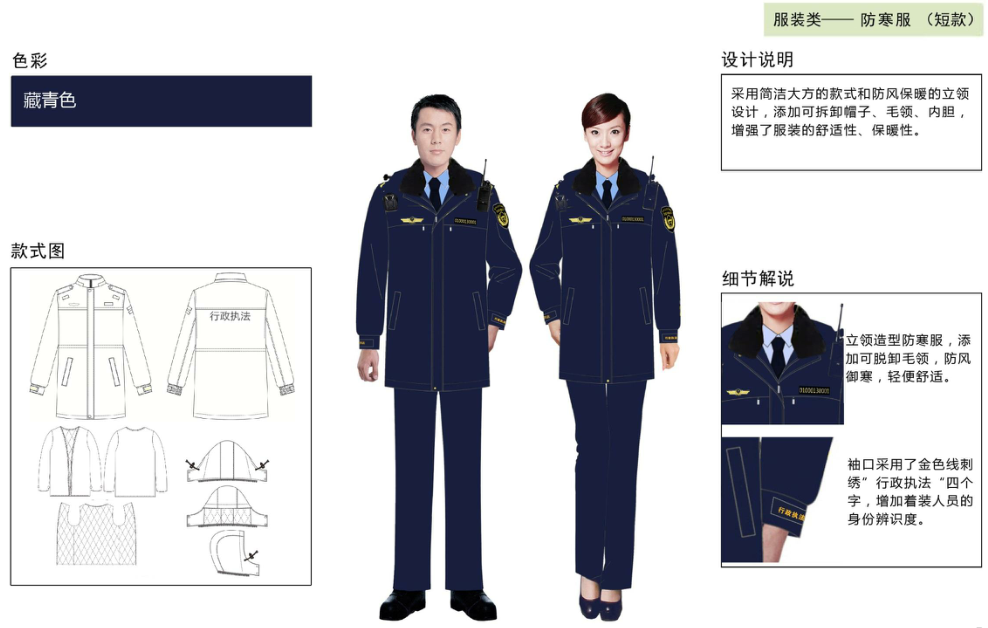 服装类—— 防寒服 （短款）
色彩
藏青色
款式图
行政执法
设计说明
采用简洁大方的款式和防风保暖的立领
设计，添加可拆卸帽子、毛领、内胆，
增强了服装的舒适性、保暖性。
细节解说
立领造型防寒服，添
加可脱卸毛领，防风
御寒，轻便舒适。
袖口采用了金色线刺
绣”行政执法“四个
字，增加着装人员的
身份辨识度。
行政执法